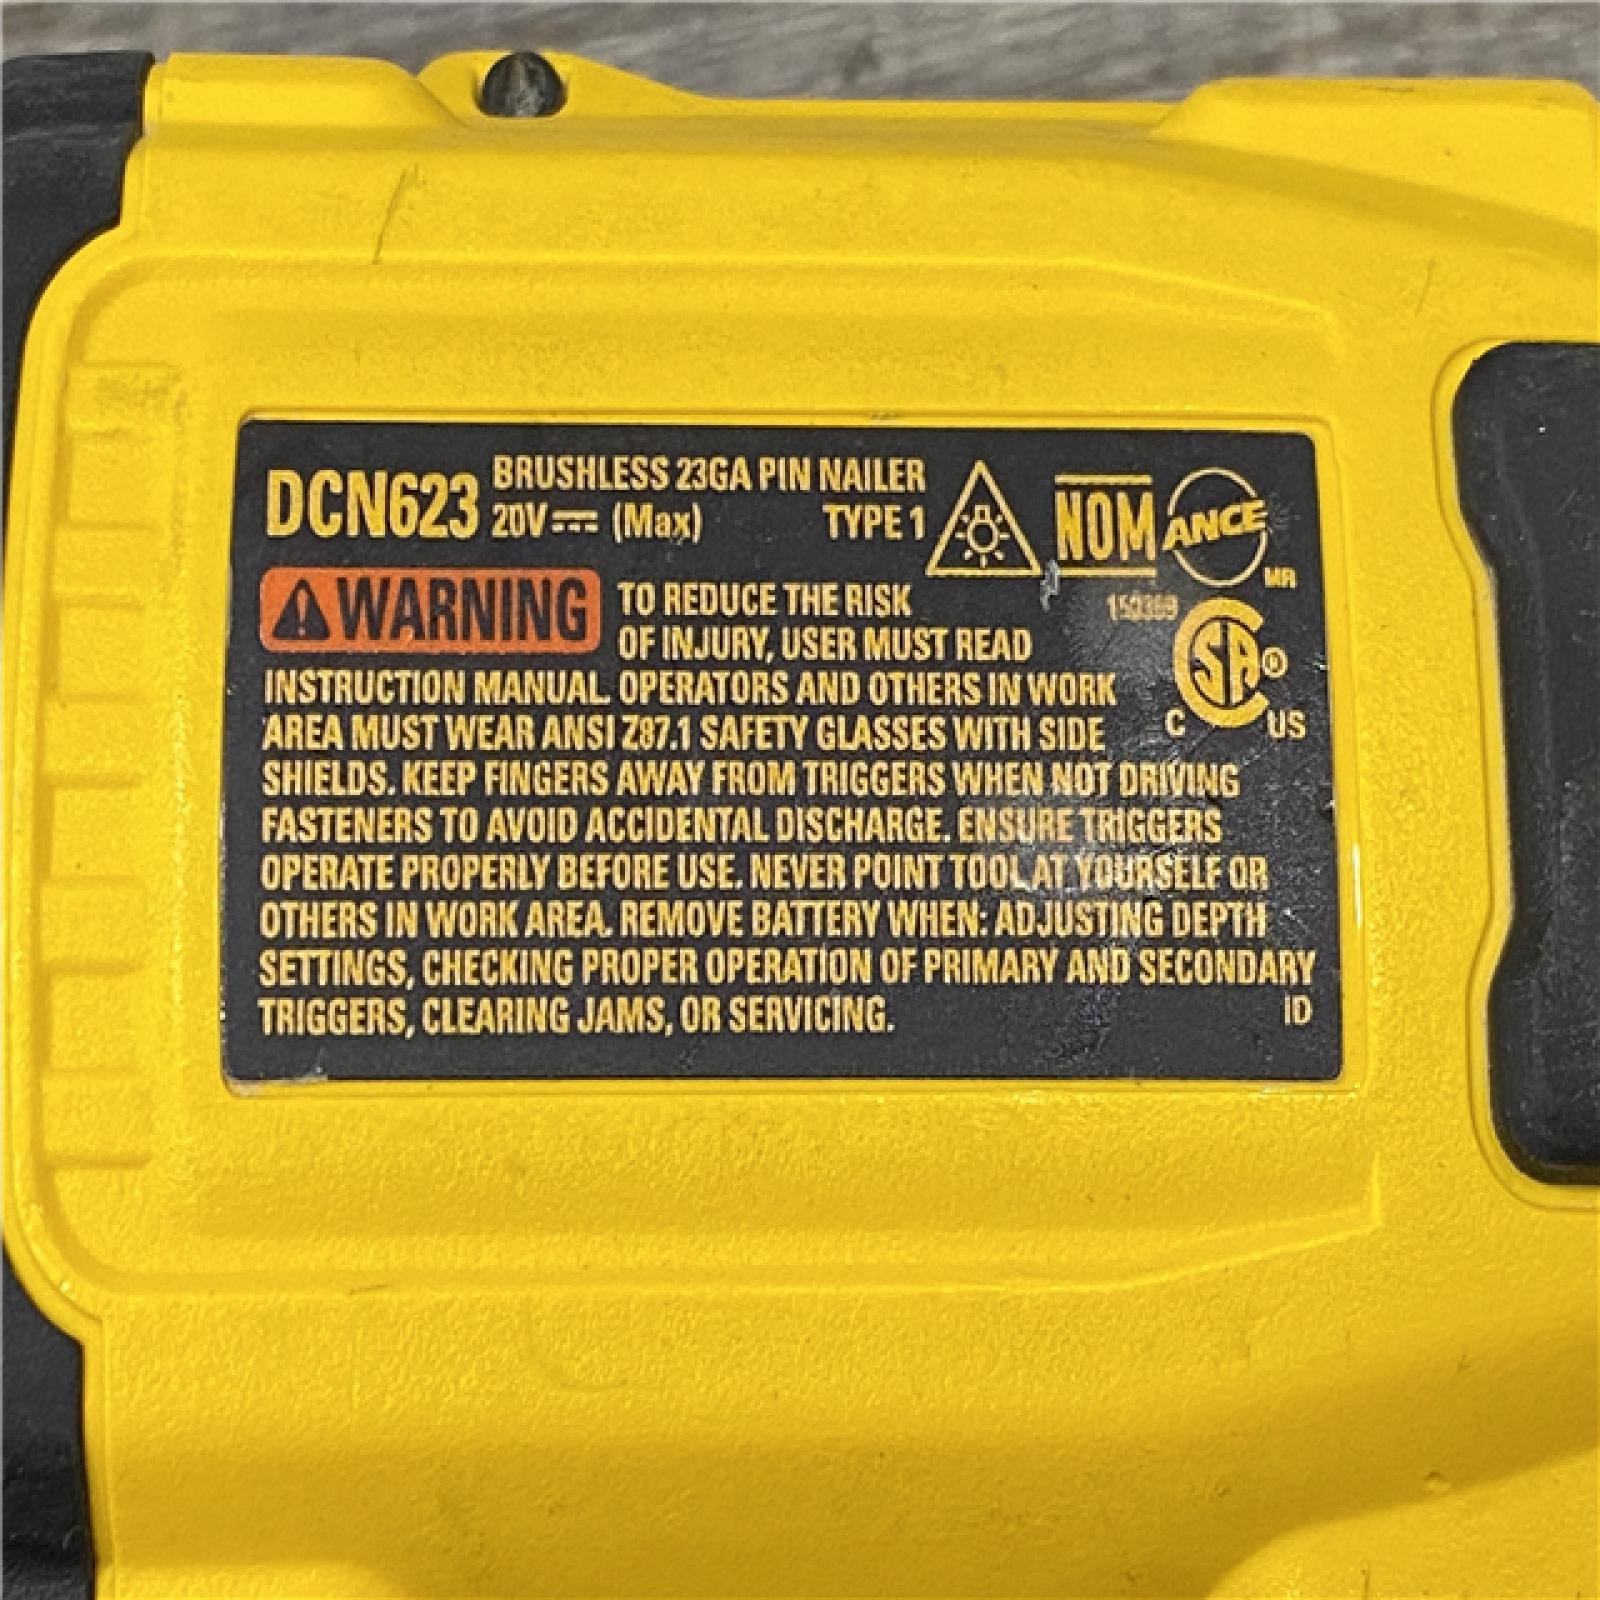 DCN623 BRUSHLESS 23GA PIN NAILER
20V (Max) TYPE 1
NOM ANCE MR
WARNING TO REDUCE THE RISK
OF INJURY, USER MUST READ
INSTRUCTION MANUAL. OPERATORS AND OTHERS IN WORK
AREA MUST WEAR ANSI Z87.1 SAFETY GLASSES WITH SIDE
SHIELDS. KEEP FINGERS AWAY FROM TRIGGERS WHEN NOT DRIVING
FASTENERS TO AVOID ACCIDENTAL DISCHARGE. ENSURE TRIGGERS
OPERATE PROPERLY BEFORE USE. NEVER POINT TOOL AT YOURSELF OR
OTHERS IN WORK AREA. REMOVE BATTERY WHEN: ADJUSTING DEPTH
SETTINGS, CHECKING PROPER OPERATION OF PRIMARY AND SECONDARY
TRIGGERS, CLEARING JAMS, OR SERVICING.
ID
SA ®
C US